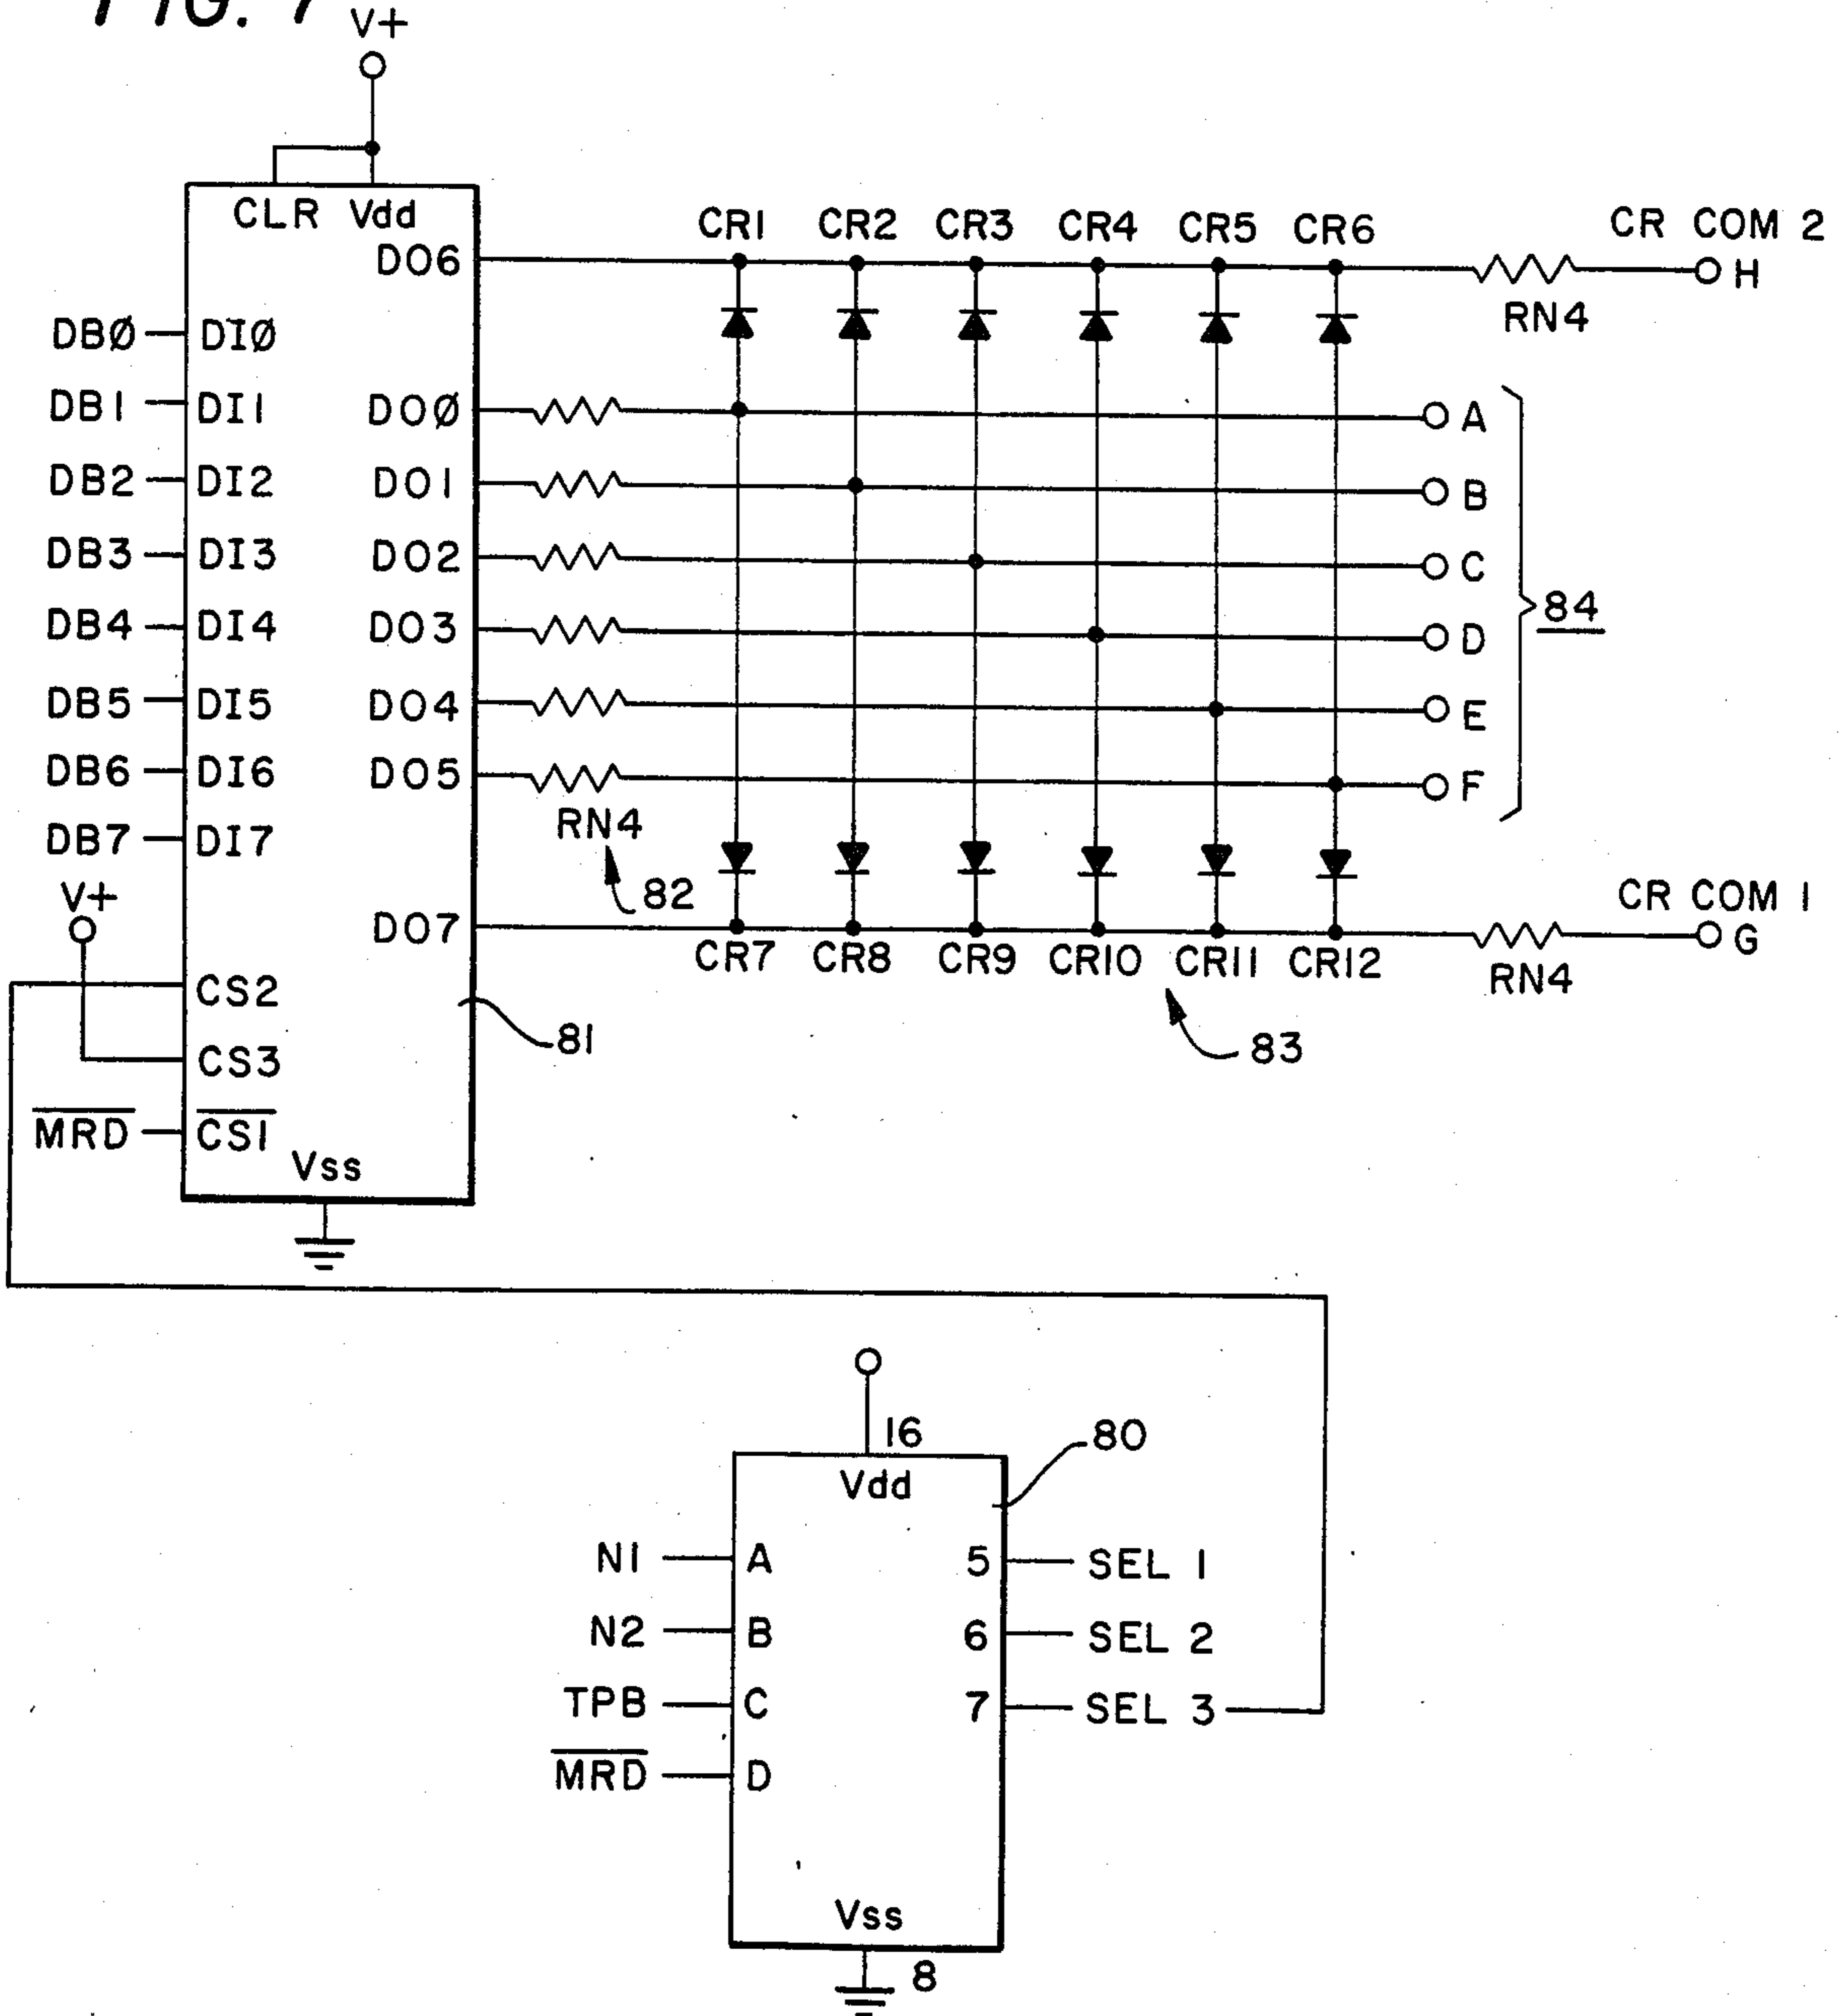 FIG. 7
V+
CLR Vdd
DO6
CR1 CR2 CR3 CR4 CR5 CR6
CR COM 2
H
RN4
DBØ DIØ
DB1 DI1 DOØ A
DB2 DI2 DO1 B
DB3 DI3 DO2 C
84
DB4 DI4 DO3 D
DB5 DI5 DO4 E
DB6 DI6 DO5 F
RN4
DB7 DI7
82
V+
CR COM 1
DO7
G
CR7 CR8 CR9 CR10 CR11 CR12
RN4
CS2
81
83
CS3
M̅R̅D̅ C̅S̅1̅
Vss
16
80
Vdd
N1 A 5 SEL 1
N2 B 6 SEL 2
TPB C 7 SEL 3
M̅R̅D̅ D
Vss
8